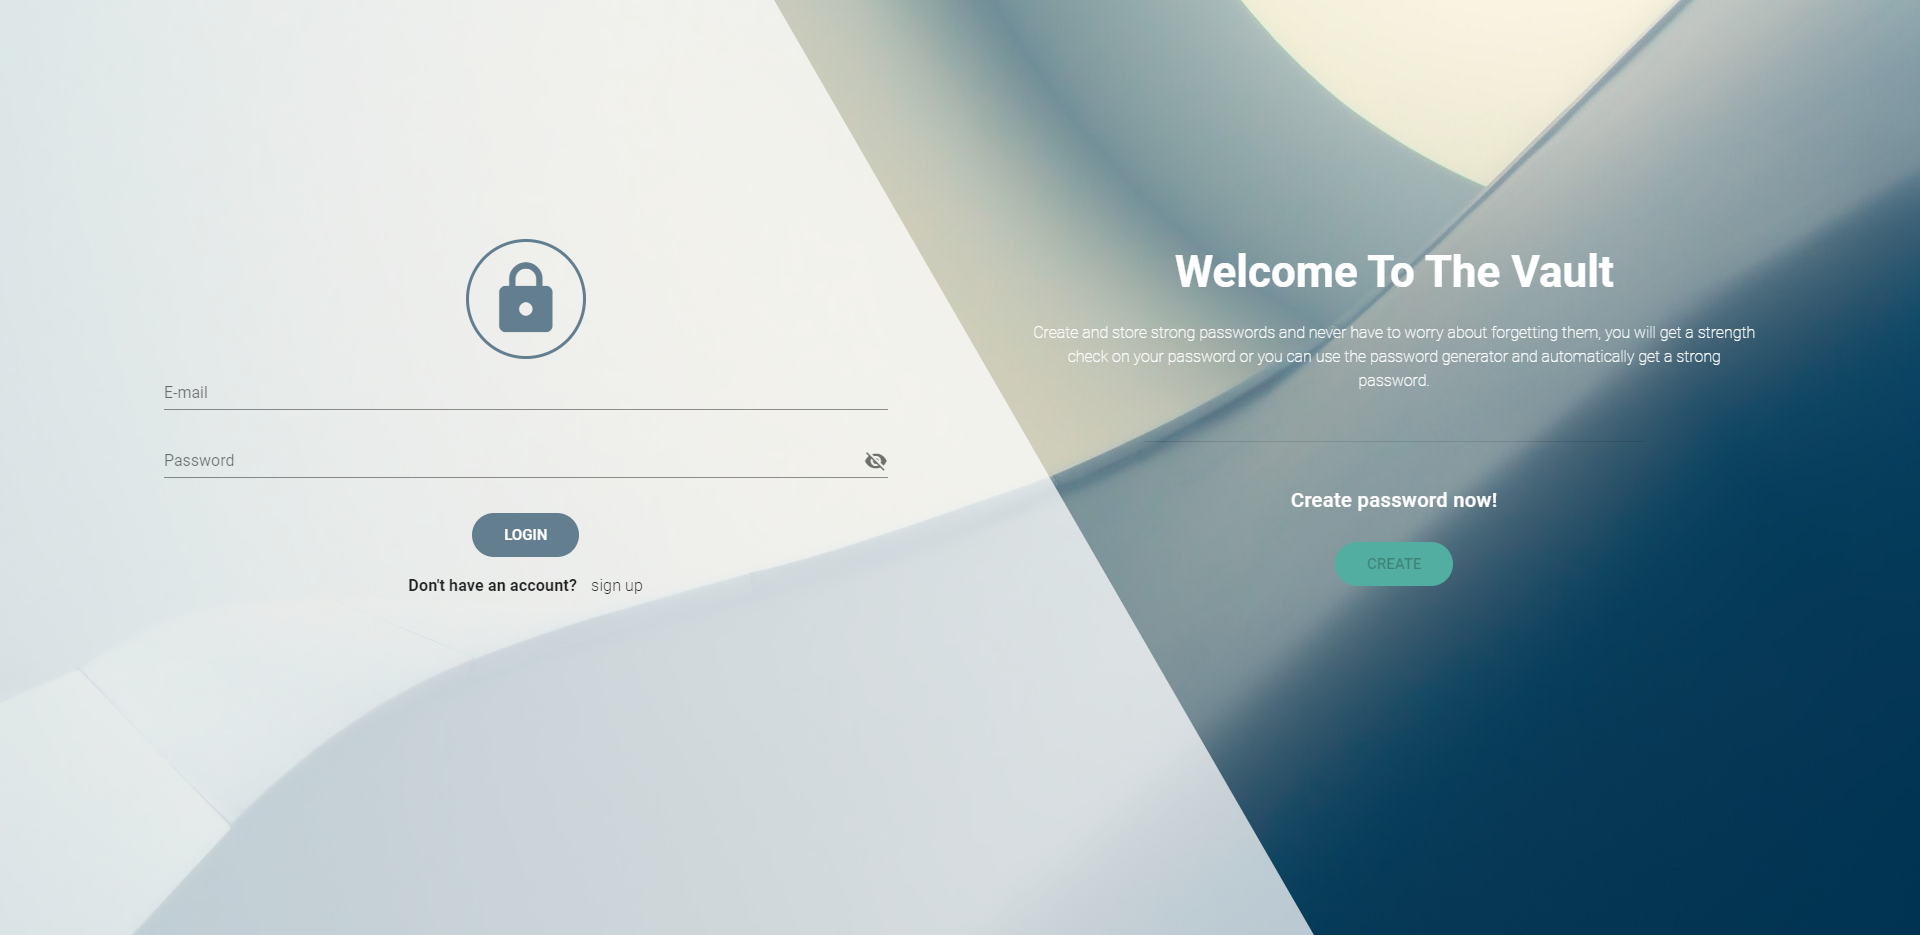 E-mail
Password
LOGIN
Don't have an account? sign up
Welcome To The Vault
Create and store strong passwords and never have to worry about forgetting them, you will get a strength
check on your password or you can use the password generator and automatically get a strong
password.
Create password now!
CREATE